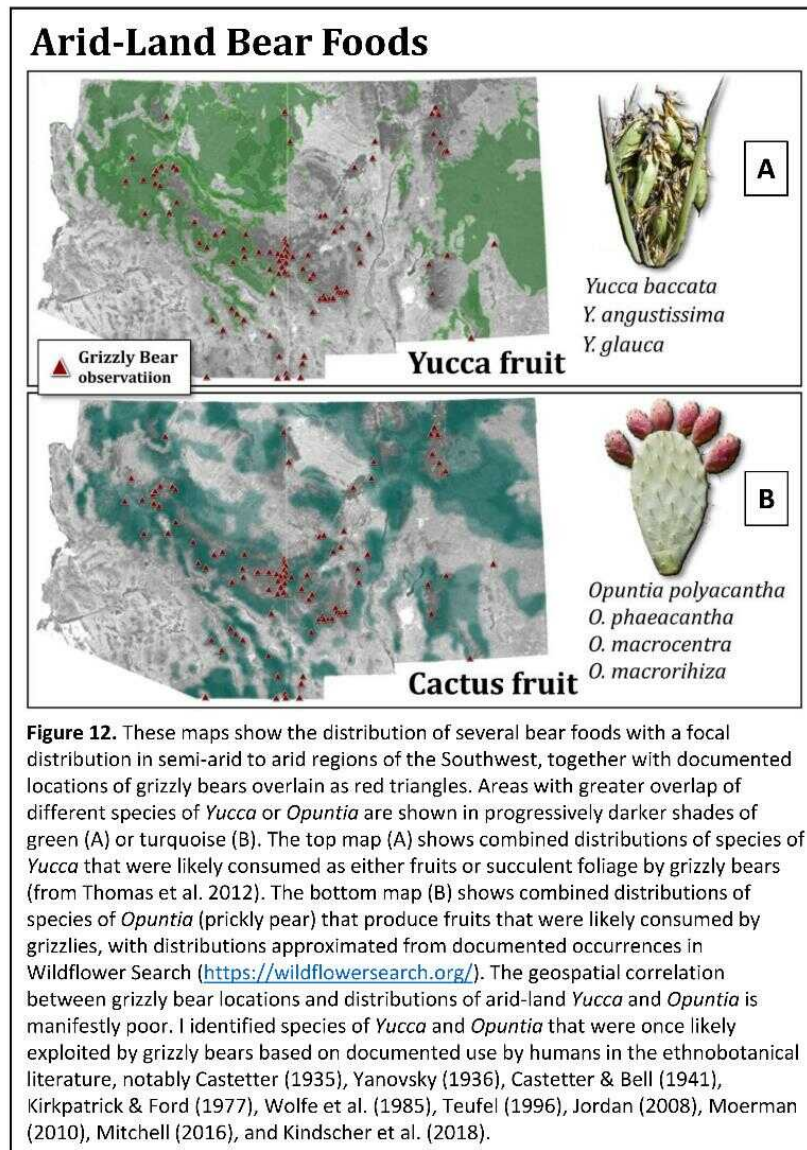 Arid-Land Bear Foods
A
Yucca baccata
Y. angustissima
Y. glauca
Grizzly Bear
observatiion
Yucca fruit
B
Opuntia polyacantha
O. phaeacantha
O. macrocentra
O. macrorihiza
Cactus fruit
Figure 12. These maps show the distribution of several bear foods with a focal
distribution in semi-arid to arid regions of the Southwest, together with documented
locations of grizzly bears overlain as red triangles. Areas with greater overlap of
different species of Yucca or Opuntia are shown in progressively darker shades of
green (A) or turquoise (B). The top map (A) shows combined distributions of species of
Yucca that were likely consumed as either fruits or succulent foliage by grizzly bears
(from Thomas et al. 2012). The bottom map (B) shows combined distributions of
species of Opuntia (prickly pear) that produce fruits that were likely consumed by
grizzlies, with distributions approximated from documented occurrences in
Wildflower Search (https://wildflowersearch.org/). The geospatial correlation
between grizzly bear locations and distributions of arid-land Yucca and Opuntia is
manifestly poor. I identified species of Yucca and Opuntia that were once likely
exploited by grizzly bears based on documented use by humans in the ethnobotanical
literature, notably Castetter (1935), Yanovsky (1936), Castetter & Bell (1941),
Kirkpatrick & Ford (1977), Wolfe et al. (1985), Teufel (1996), Jordan (2008), Moerman
(2010), Mitchell (2016), and Kindscher et al. (2018).